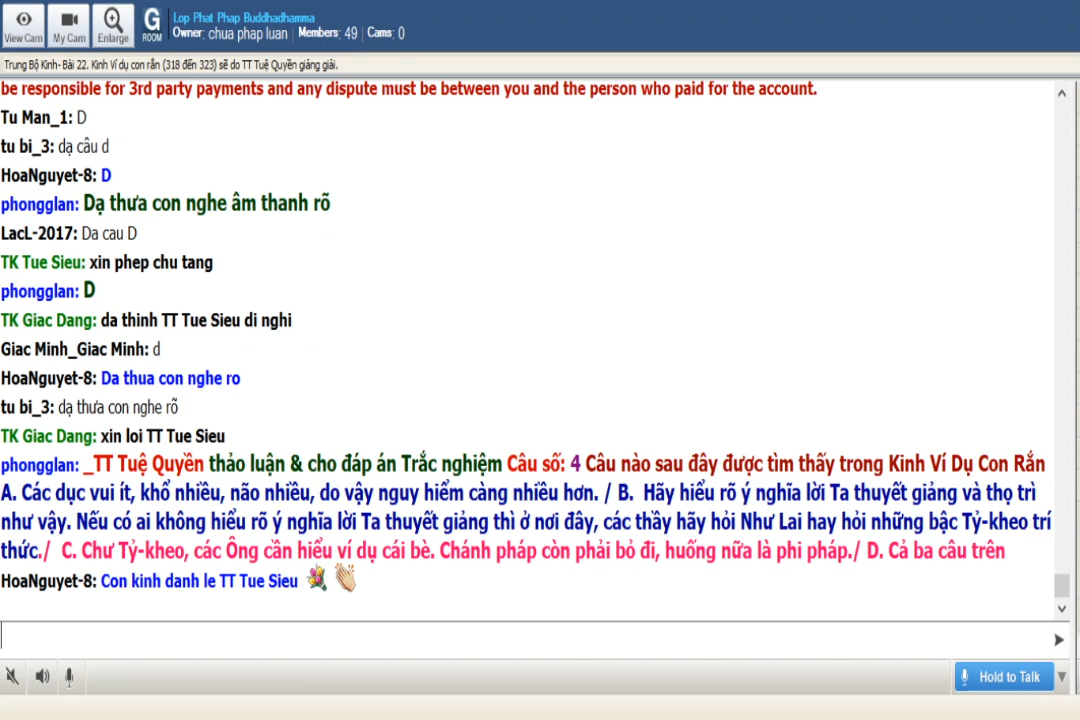 View Cam
My Cam
Enlarge
G
ROOM
Lop Phat Phap Buddhadhamma
Owner: chua phap luan | Members: 49 | Cams: 0
Trung Bộ Kinh- Bài 22. Kinh Ví dụ con rắn (318 đến 323) sẽ do TT Tuệ Quyền giảng giải.
be responsible for 3rd party payments and any dispute must be between you and the person who paid for the account.
Tu Man_1: D
tu bi_3: dạ câu d
HoaNguyet-8: D
phongglan: Dạ thưa con nghe âm thanh rõ
LacL-2017: Da cau D
TK Tue Sieu: xin phep chu tang
phongglan: D
TK Giac Dang: da thinh TT Tue Sieu di nghi
Giac Minh_Giac Minh: d
HoaNguyet-8: Da thua con nghe ro
tu bi_3: dạ thưa con nghe rõ
TK Giac Dang: xin loi TT Tue Sieu
phongglan: _TT Tuệ Quyền thảo luận & cho đáp án Trắc nghiệm Câu số: 4 Câu nào sau đây được tìm thấy trong Kinh Ví Dụ Con Rắn
A. Các dục vui ít, khổ nhiều, não nhiều, do vậy nguy hiểm càng nhiều hơn. / B. Hãy hiểu rõ ý nghĩa lời Ta thuyết giảng và thọ trì
như vậy. Nếu có ai không hiểu rõ ý nghĩa lời Ta thuyết giảng thì ở nơi đây, các thầy hãy hỏi Như Lai hay hỏi những bậc Tỷ-kheo trí
thức./ C. Chư Tỷ-kheo, các Ông cần hiểu ví dụ cái bè. Chánh pháp còn phải bỏ đi, huống nữa là phi pháp./ D. Cả ba câu trên
HoaNguyet-8: Con kinh danh le TT Tue Sieu
Hold to Talk